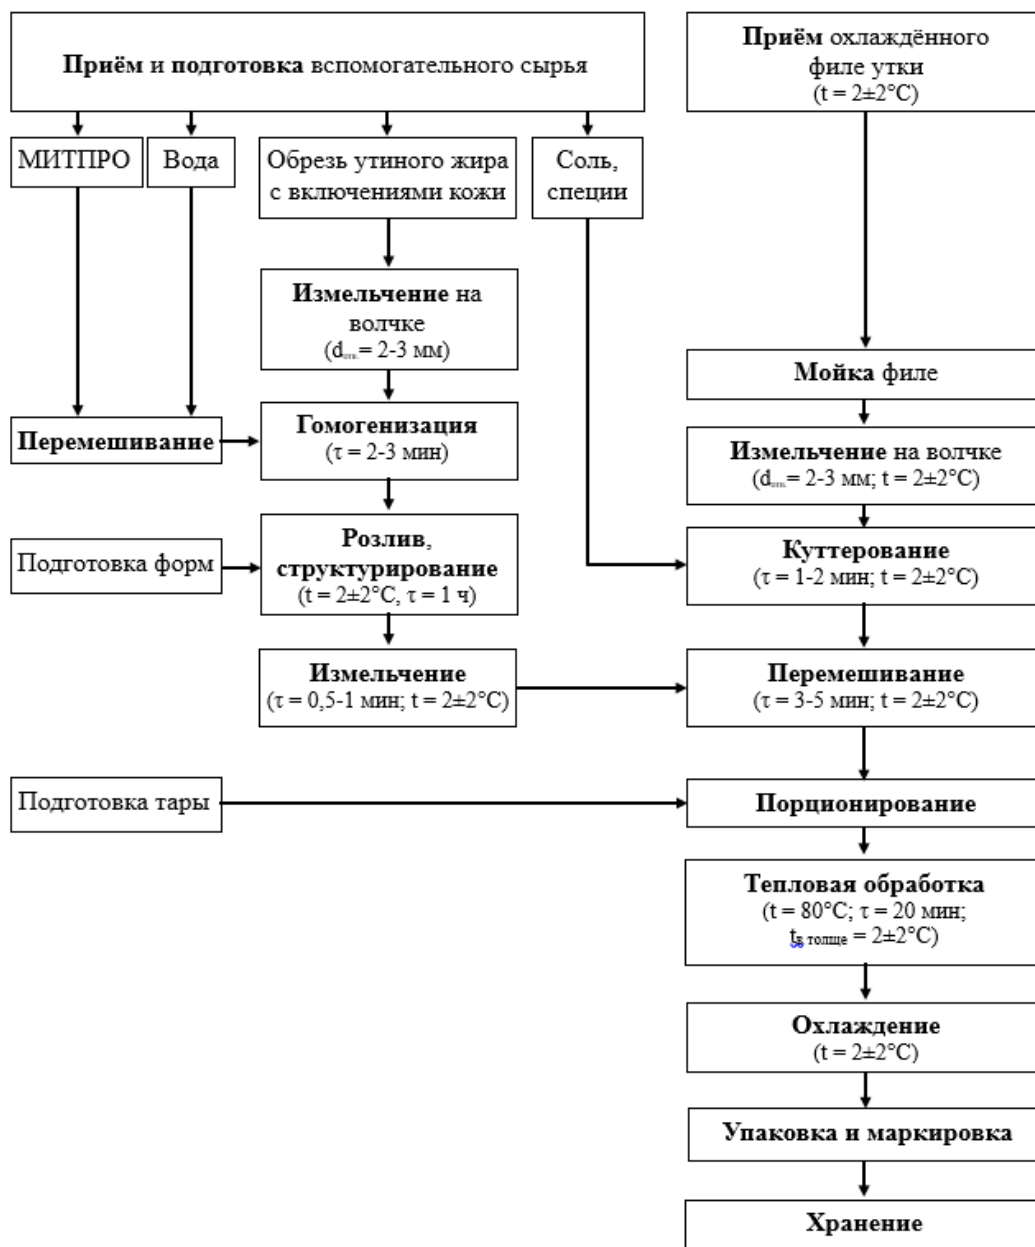 Приём и подготовка вспомогательного сырья
Приём охлаждённого
филе утки
(t = 2±2°C)
МИТПРО
Вода
Обрезь утиного жира
с включениями кожи
Соль,
специи
Измельчение на
волчке
(d = 2-3 мм)
Мойка филе
Перемешивание
Гомогенизация
(τ = 2-3 мин)
Измельчение на волчке
(d = 2-3 мм; t = 2±2°C)
Подготовка форм
Розлив,
структурирование
(t = 2±2°C, τ = 1 ч)
Куттерование
(τ = 1-2 мин; t = 2±2°C)
Измельчение
(τ = 0,5-1 мин; t = 2±2°C)
Перемешивание
(τ = 3-5 мин; t = 2±2°C)
Подготовка тары
Порционирование
Тепловая обработка
(t = 80°C; τ = 20 мин;
tв толще = 2±2°C)
Охлаждение
(t = 2±2°C)
Упаковка и маркировка
Хранение